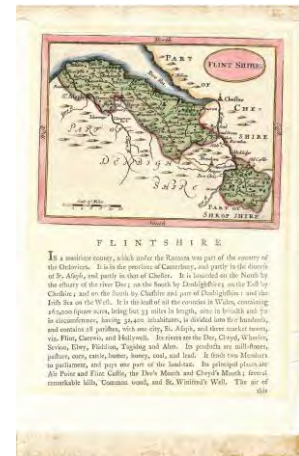 North
FLINT SHIRE
PART
OF
Chester
CHE-
SHIRE
PART OF
DENBIGH
SHIRE
PART OF
SHROPSHIRE
South
FLINTSHIRE
IS a maritime county, which under the Romans was part of the country of
the Ordovices. It is in the province of Canterbury, and partly in the diocese
of St. Asaph, and partly in that of Chester. It is bounded on the North by
the estuary of the river Dee; on the South by Denbighshire; on the East by
Cheshire; and on the South by Cheshire and part of Denbighshire: and the
Irish Sea on the West. It is the least of all the counties in Wales, containing
160,000 square acres, being but 33 miles in length, nine in breadth and 70
in circumference, having 32,400 inhabitants, is divided into five hundreds,
and contains 28 parishes, with one city, St. Asaph, and three market towns,
viz. Flint, Caerwis, and Hollywell. Its rivers are the Dee, Clwyd, Wheeler,
Sevion, Elwy, Fliddion, Tagidog and Alen. Its products are mill-stones,
pasture, corn, cattle, butter, honey, coal, and lead. It sends two Members
to parliament, and pays one part of the land-tax. Its principal places are
Air Point and Flint Castle, the Dee's Mouth and Clwyd's Mouth; several
remarkable hills, Common wood, and St. Winifred's Well. The air of
this